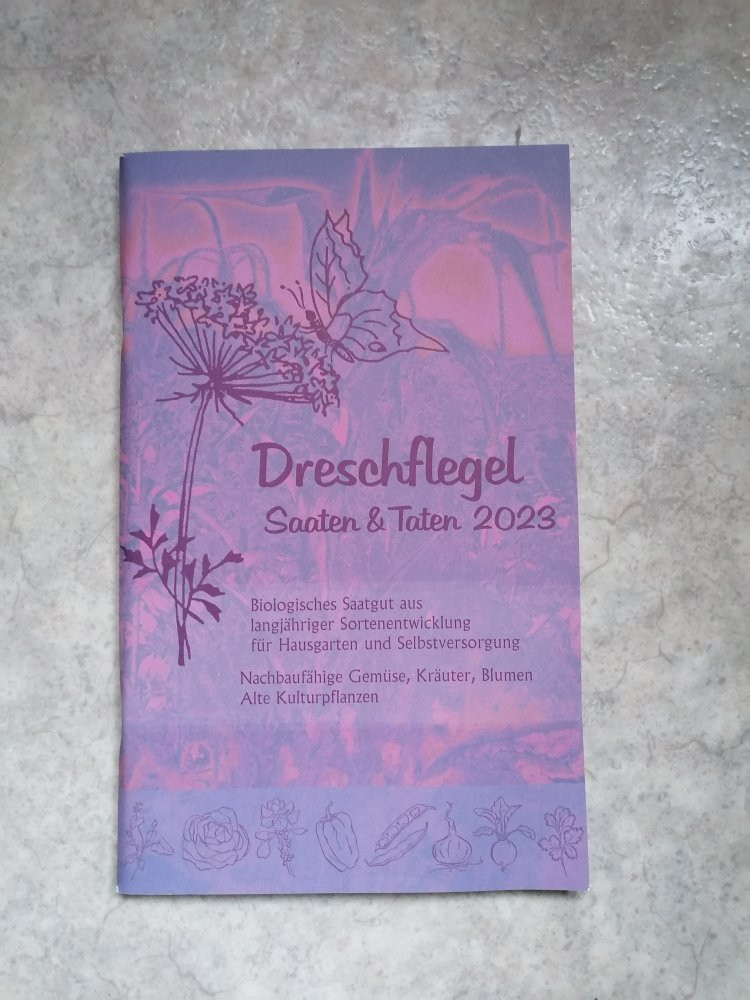 Dreschflegel
Saaten & Taten 2023
Biologisches Saatgut aus
langjähriger Sortenentwicklung
für Hausgarten und Selbstversorgung
Nachbaufähige Gemüse, Kräuter, Blumen
Alte Kulturpflanzen